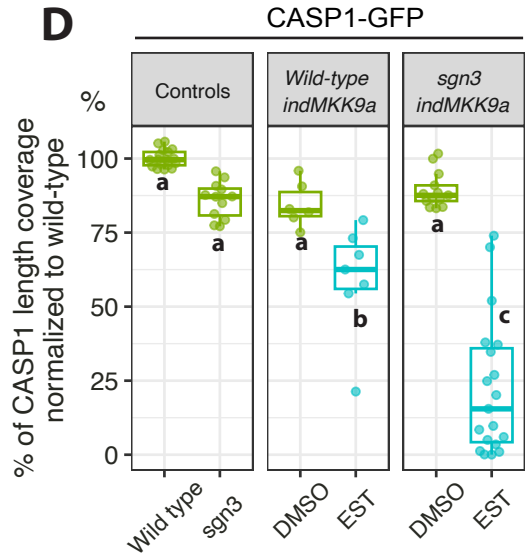 D
CASP1-GFP
Controls
Wild-type
indMKK9a
sgn3
indMKK9a
%
% of CASP1 length coverage
normalized to wild-type
100
75
50
25
0
a
a
a
b
a
c
Wild type
sgn3
DMSO
EST
DMSO
EST